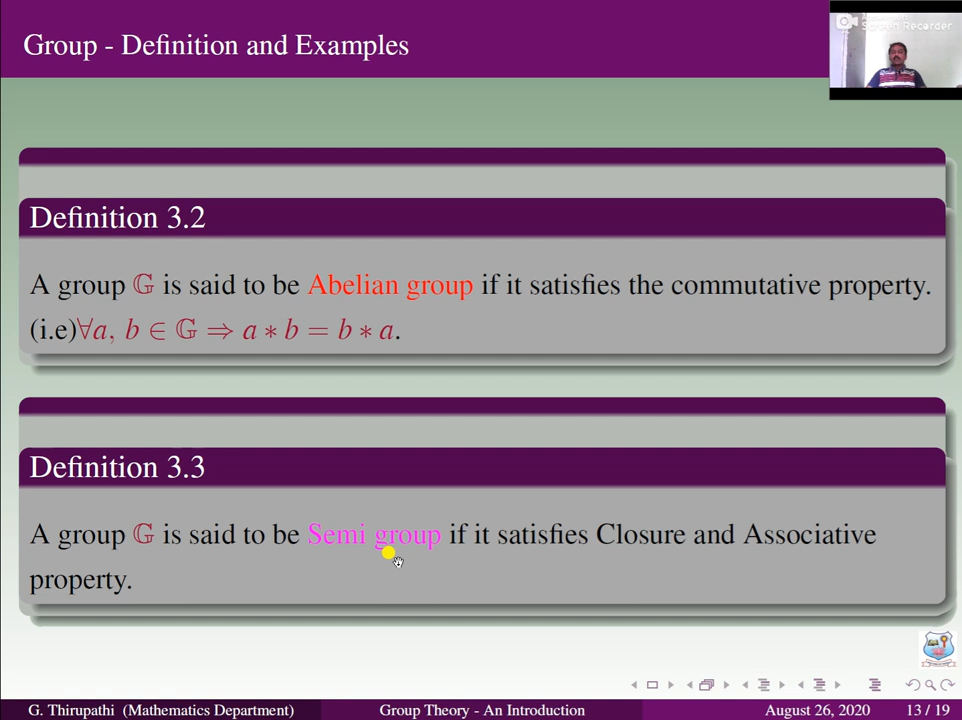 Group - Definition and Examples
Screen Recorder
Definition 3.2
A group 𝔾 is said to be Abelian group if it satisfies the commutative property.
(i.e)∀a, b ∈ 𝔾 ⇒ a ∗ b = b ∗ a.
Definition 3.3
A group 𝔾 is said to be Semi group if it satisfies Closure and Associative
property.
G. Thirupathi (Mathematics Department)
Group Theory - An Introduction
August 26, 2020
13 / 19